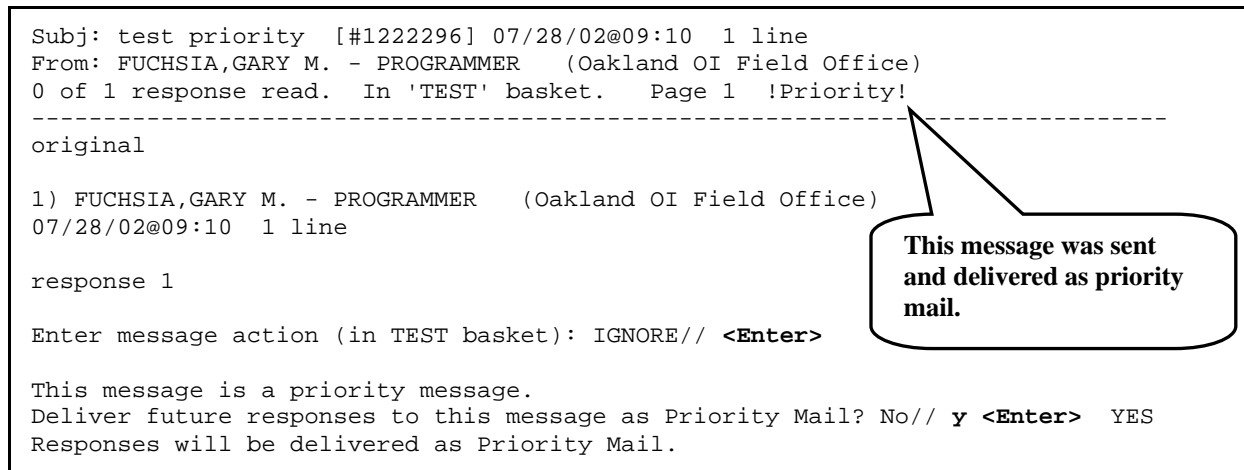 Subj: test priority  [#1222296] 07/28/02@09:10  1 line
From: FUCHSIA,GARY M. - PROGRAMMER   (Oakland OI Field Office)
0 of 1 response read.  In 'TEST' basket.   Page 1  !Priority!
-------------------------------------------------------------------------------
original
1) FUCHSIA,GARY M. - PROGRAMMER   (Oakland OI Field Office)
07/28/02@09:10  1 line
This message was sent
and delivered as priority
mail.
response 1
Enter message action (in TEST basket): IGNORE// <Enter>
This message is a priority message.
Deliver future responses to this message as Priority Mail? No// y <Enter>  YES
Responses will be delivered as Priority Mail.